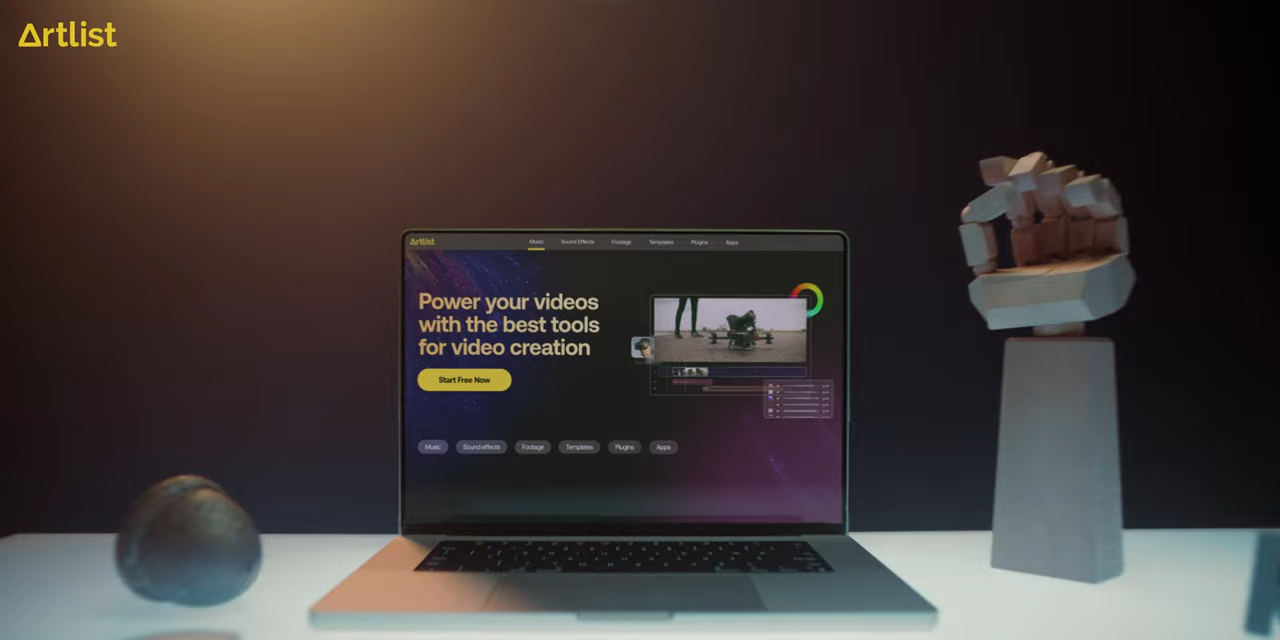 Artlist
Artlist
Music Sound Effects Footage Templates Plugins Apps
Power your videos
with the best tools
for video creation
Start Free Now
Music Sound effects Footage Templates Plugins Apps